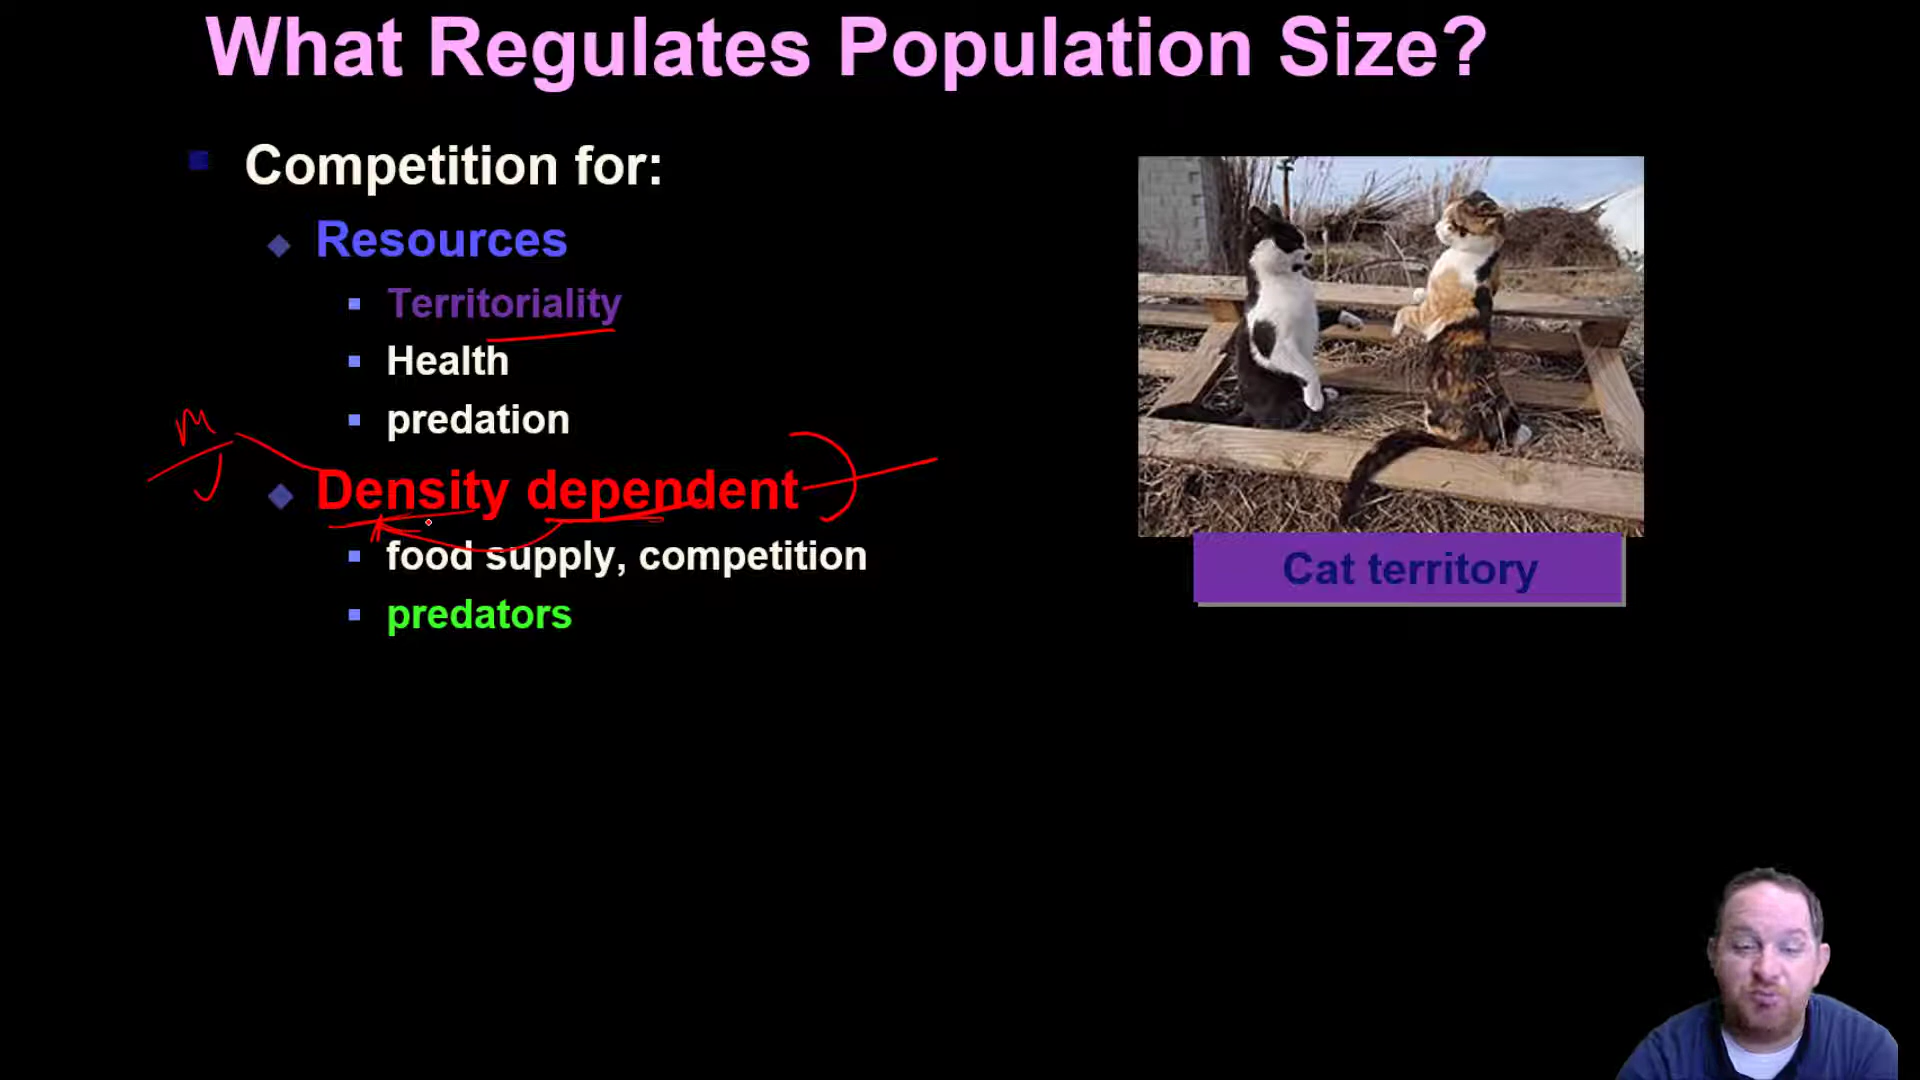 What Regulates Population Size?
Competition for:
Resources
Territoriality
Health
predation
Density dependent
food supply, competition
predators
Cat territory